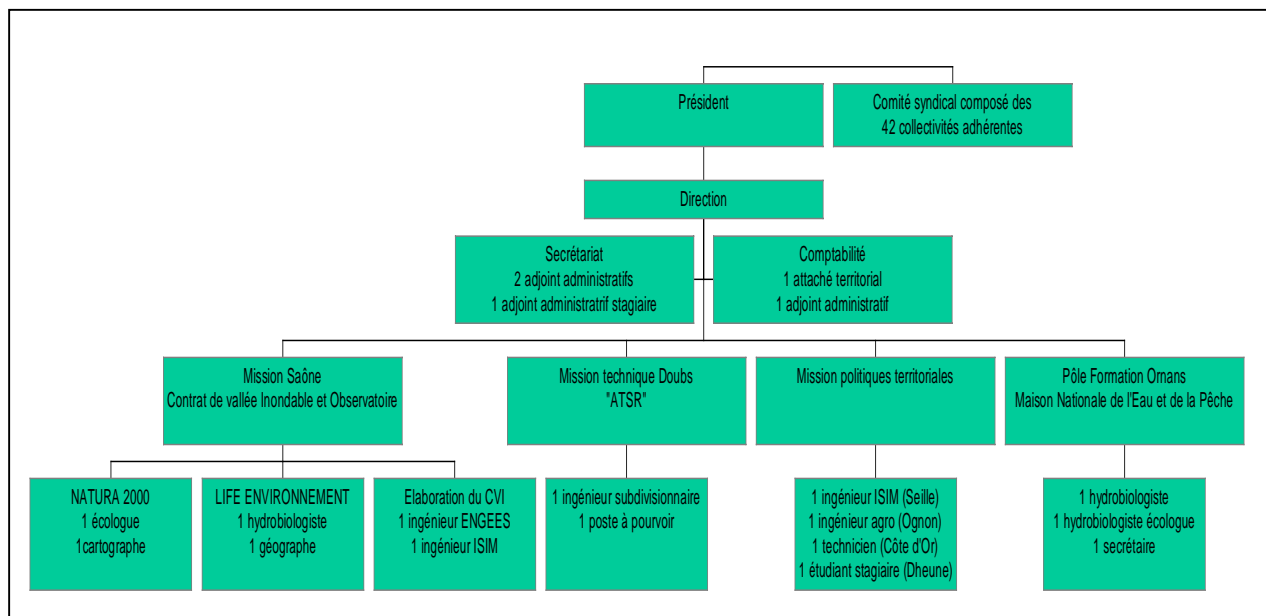 Président
Comité syndical composé des
42 collectivités adhérentes
Direction
Secrétariat
2 adjoint administratifs
1 adjoint administratrif stagiaire
Comptabilité
1 attaché territorial
1 adjoint administratif
Mission Saône
Contrat de vallée Inondable et Observatoire
Mission technique Doubs
"ATSR"
Mission politiques territoriales
Pôle Formation Ornans
Maison Nationale de l'Eau et de la Pêche
NATURA 2000
1 écologue
1cartographe
LIFE ENVIRONNEMENT
1 hydrobiologiste
1 géographe
Elaboration du CVI
1 ingénieur ENGEES
1 ingénieur ISIM
1 ingénieur subdivisionnaire
1 poste à pourvoir
1 ingénieur ISIM (Seille)
1 ingénieur agro (Ognon)
1 technicien (Côte d'Or)
1 étudiant stagiaire (Dheune)
1 hydrobiologiste
1 hydrobiologiste écologue
1 secrétaire